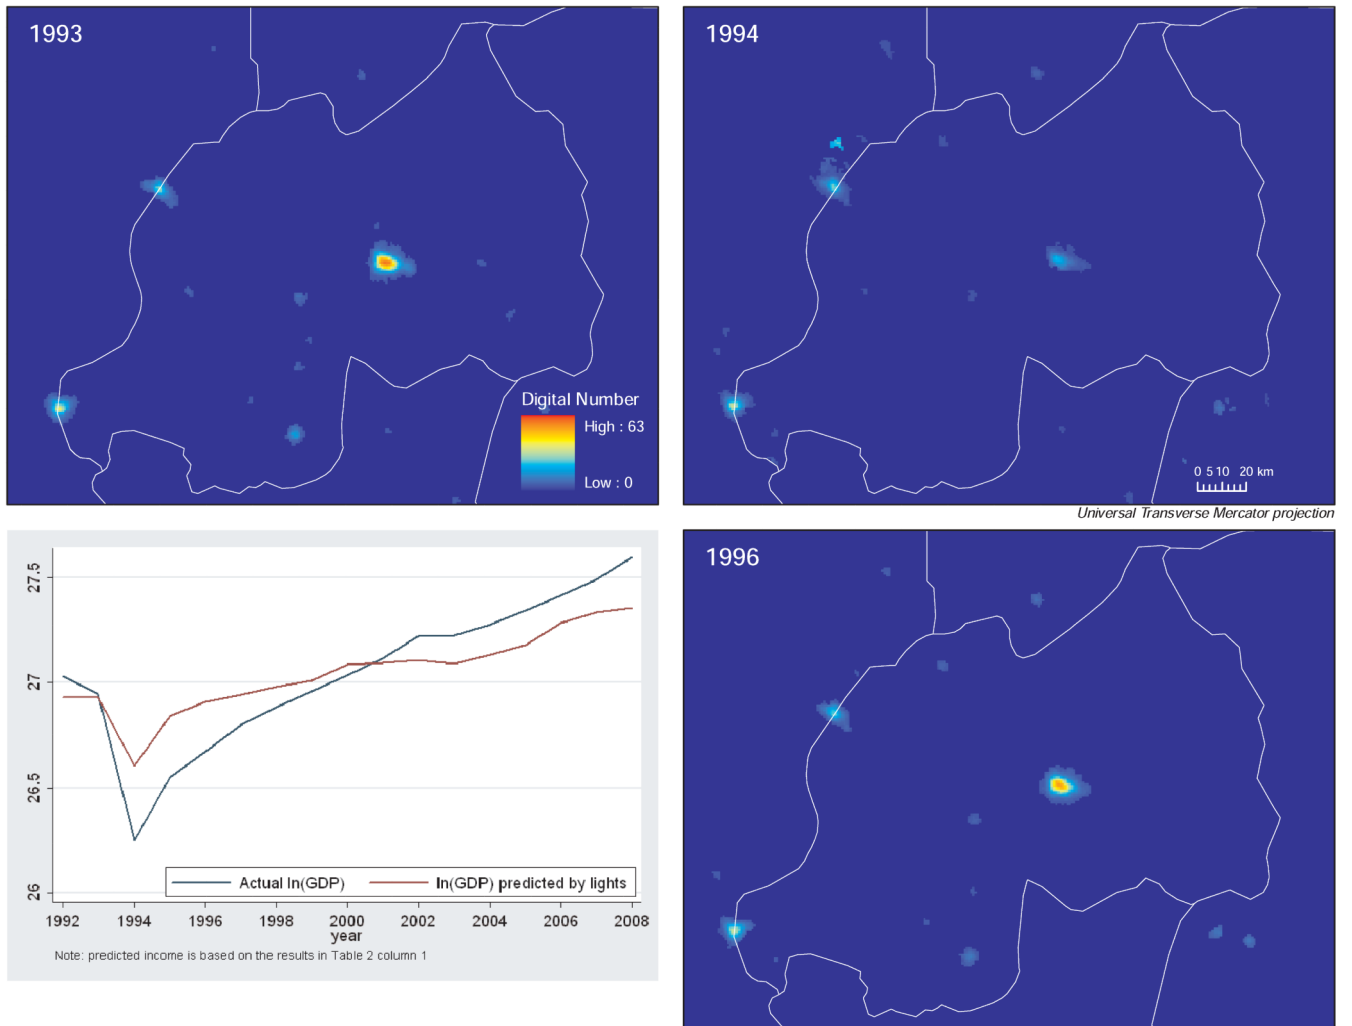 1993
Digital Number
High : 63
Low : 0
1994
0 5 10 20 km
Universal Transverse Mercator projection
27.5
27
26.5
26
Actual ln(GDP)
ln(GDP) predicted by lights
1992 1994 1996 1998 2000 2002 2004 2006 2008
year
Note: predicted income is based on the results in Table 2 column 1
1996